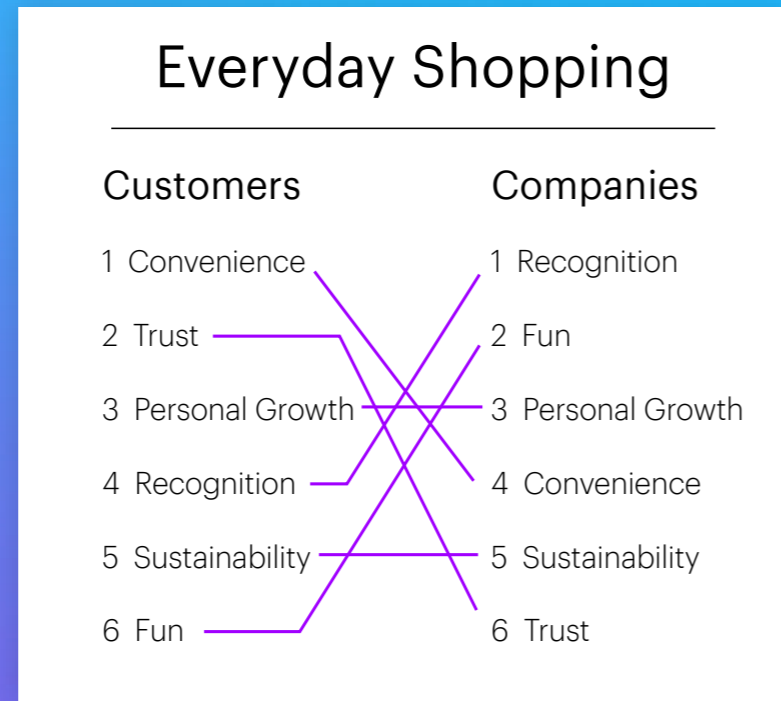 Everyday Shopping
Customers
1 Convenience
2 Trust
3 Personal Growth
4 Recognition
5 Sustainability
6 Fun
Companies
1 Recognition
2 Fun
3 Personal Growth
4 Convenience
5 Sustainability
6 Trust